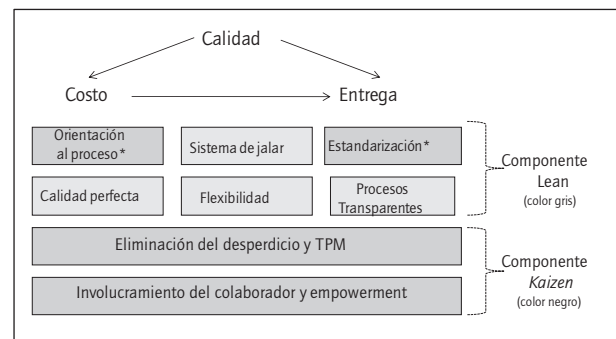 Calidad
Costo
Entrega
Orientación
al proceso*
Sistema de jalar
Estandarización*
Calidad perfecta
Flexibilidad
Procesos
Transparentes
Componente
Lean
(color gris)
Eliminación del desperdicio y TPM
Involucramiento del colaborador y empowerment
Componente
Kaizen
(color negro)